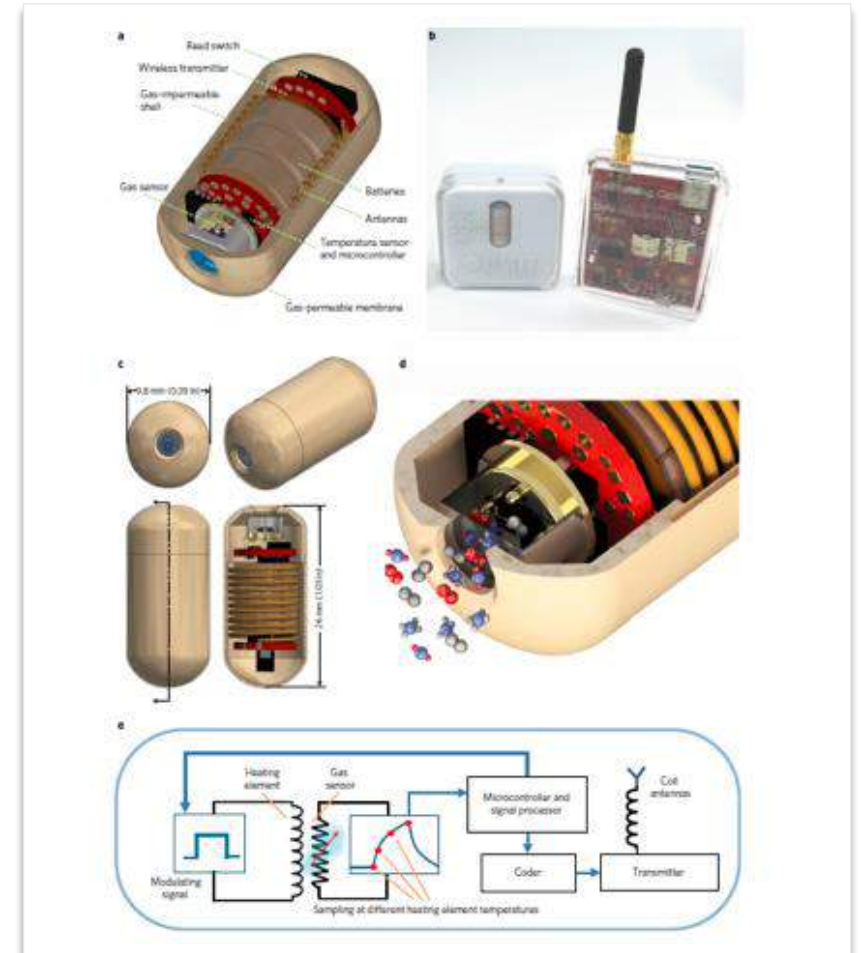 a
Reed switch
Wireless transmitter
Gas-impermeable
shell
Gas sensor
Batteries
Antennas
Temperature sensor
and microcontroller
Gas-permeable membrane
b
c
9.8 mm (0.39 in)
26 mm (1.03 in)
d
e
Heating
element
Gas
sensor
Modulating
signal
Sampling at different heating element temperatures
Microcontroller and
signal processor
Coder
Transmitter
Coil
antennas